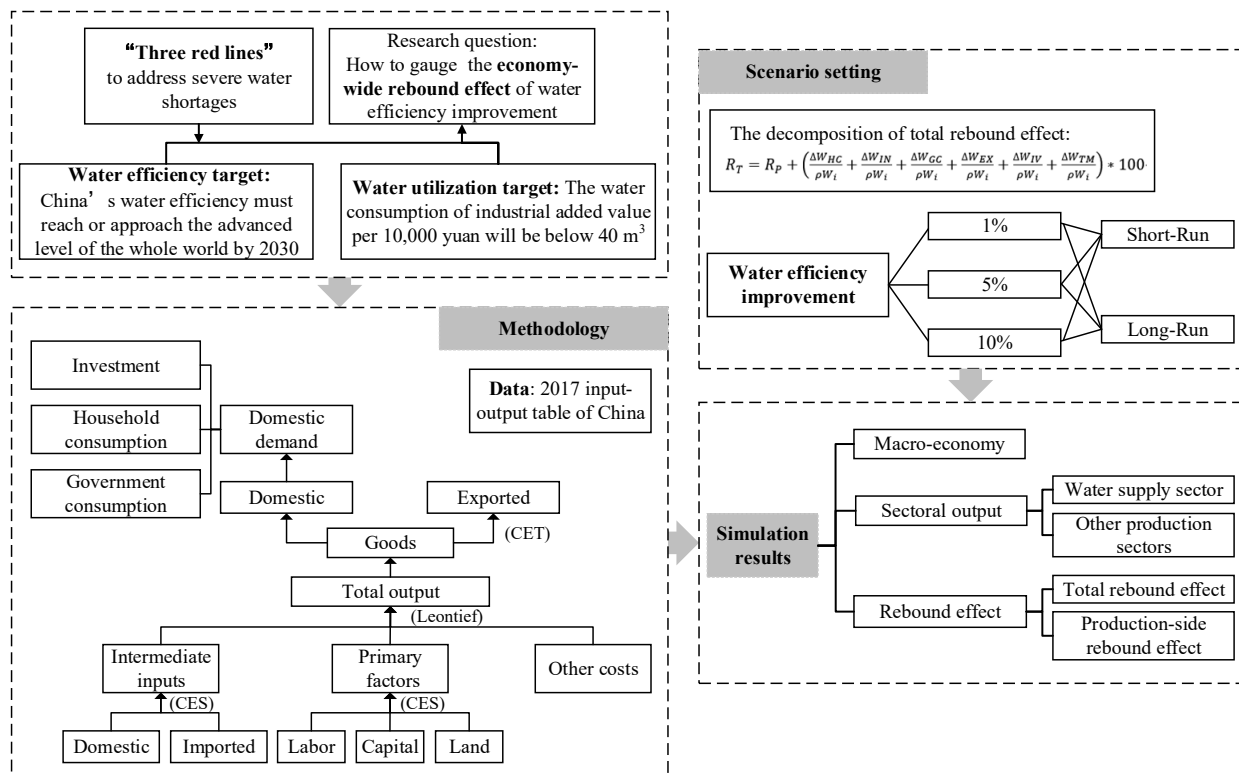 “Three red lines”
to address severe water
shortages
Research question:
How to gauge the economy-
wide rebound effect of water
efficiency improvement
Water efficiency target:
China’s water efficiency must
reach or approach the advanced
level of the whole world by 2030
Water utilization target: The water
consumption of industrial added value
per 10,000 yuan will be below 40 m³
Methodology
Data: 2017 input-
output table of China
Investment
Household
consumption
Government
consumption
Domestic
demand
Domestic
Exported
(CET)
Goods
Total output
(Leontief)
Intermediate
inputs
Primary
factors
Other costs
(CES)
(CES)
Domestic
Imported
Labor
Capital
Land
Scenario setting
The decomposition of total rebound effect:
R_T = R_P + (ΔW_HC/ρW_i + ΔW_IN/ρW_i + ΔW_GC/ρW_i + ΔW_EX/ρW_i + ΔW_IV/ρW_i + ΔW_TM/ρW_i) * 100
Water efficiency
improvement
1%
5%
10%
Short-Run
Long-Run
Simulation
results
Macro-economy
Sectoral output
Water supply sector
Other production
sectors
Rebound effect
Total rebound effect
Production-side
rebound effect